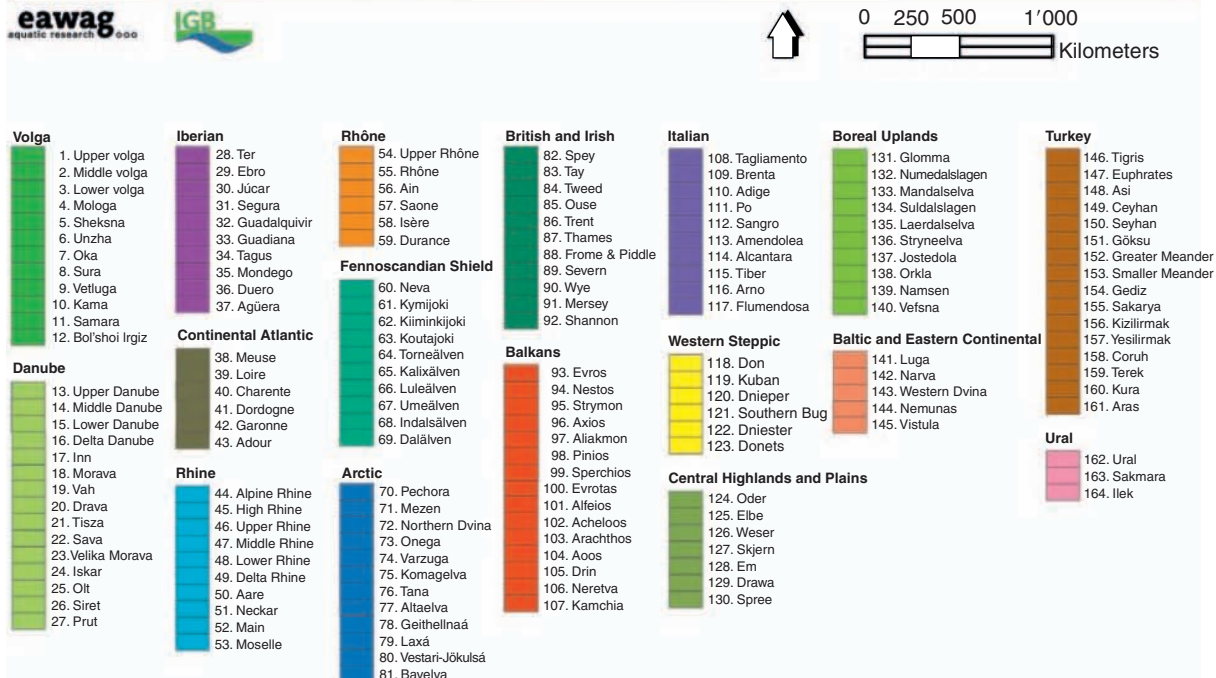 eawag
aquatic research ooo
IGB
0 250 500 1'000
Kilometers
Volga
1. Upper volga
2. Middle volga
3. Lower volga
4. Mologa
5. Sheksna
6. Unzha
7. Oka
8. Sura
9. Vetluga
10. Kama
11. Samara
12. Bol'shoi Irgiz
Danube
13. Upper Danube
14. Middle Danube
15. Lower Danube
16. Delta Danube
17. Inn
18. Morava
19. Vah
20. Drava
21. Tisza
22. Sava
23.Velika Morava
24. Iskar
25. Olt
26. Siret
27. Prut
Iberian
28. Ter
29. Ebro
30. Júcar
31. Segura
32. Guadalquivir
33. Guadiana
34. Tagus
35. Mondego
36. Duero
37. Agüera
Continental Atlantic
38. Meuse
39. Loire
40. Charente
41. Dordogne
42. Garonne
43. Adour
Rhine
44. Alpine Rhine
45. High Rhine
46. Upper Rhine
47. Middle Rhine
48. Lower Rhine
49. Delta Rhine
50. Aare
51. Neckar
52. Main
53. Moselle
Rhône
54. Upper Rhône
55. Rhône
56. Ain
57. Saone
58. Isère
59. Durance
Fennoscandian Shield
60. Neva
61. Kymijoki
62. Kiiminkijoki
63. Koutajoki
64. Torneälven
65. Kalixälven
66. Luleälven
67. Umeälven
68. Indalsälven
69. Dalälven
Arctic
70. Pechora
71. Mezen
72. Northern Dvina
73. Onega
74. Varzuga
75. Komagelva
76. Tana
77. Altaelva
78. Geithellnaá
79. Laxá
80. Vestari-Jökulsá
81. Bayelva
British and Irish
82. Spey
83. Tay
84. Tweed
85. Ouse
86. Trent
87. Thames
88. Frome & Piddle
89. Severn
90. Wye
91. Mersey
92. Shannon
Balkans
93. Evros
94. Nestos
95. Strymon
96. Axios
97. Aliakmon
98. Pinios
99. Sperchios
100. Evrotas
101. Alfeios
102. Acheloos
103. Arachthos
104. Aoos
105. Drin
106. Neretva
107. Kamchia
Italian
108. Tagliamento
109. Brenta
110. Adige
111. Po
112. Sangro
113. Amendolea
114. Alcantara
115. Tiber
116. Arno
117. Flumendosa
Western Steppic
118. Don
119. Kuban
120. Dnieper
121. Southern Bug
122. Dniester
123. Donets
Central Highlands and Plains
124. Oder
125. Elbe
126. Weser
127. Skjern
128. Em
129. Drawa
130. Spree
Boreal Uplands
131. Glomma
132. Numedalslagen
133. Mandalselva
134. Suldalslagen
135. Laerdalselva
136. Stryneelva
137. Jostedola
138. Orkla
139. Namsen
140. Vefsna
Baltic and Eastern Continental
141. Luga
142. Narva
143. Western Dvina
144. Nemunas
145. Vistula
Turkey
146. Tigris
147. Euphrates
148. Asi
149. Ceyhan
150. Seyhan
151. Göksu
152. Greater Meander
153. Smaller Meander
154. Gediz
155. Sakarya
156. Kizilirmak
157. Yesilirmak
158. Coruh
159. Terek
160. Kura
161. Aras
Ural
162. Ural
163. Sakmara
164. Ilek